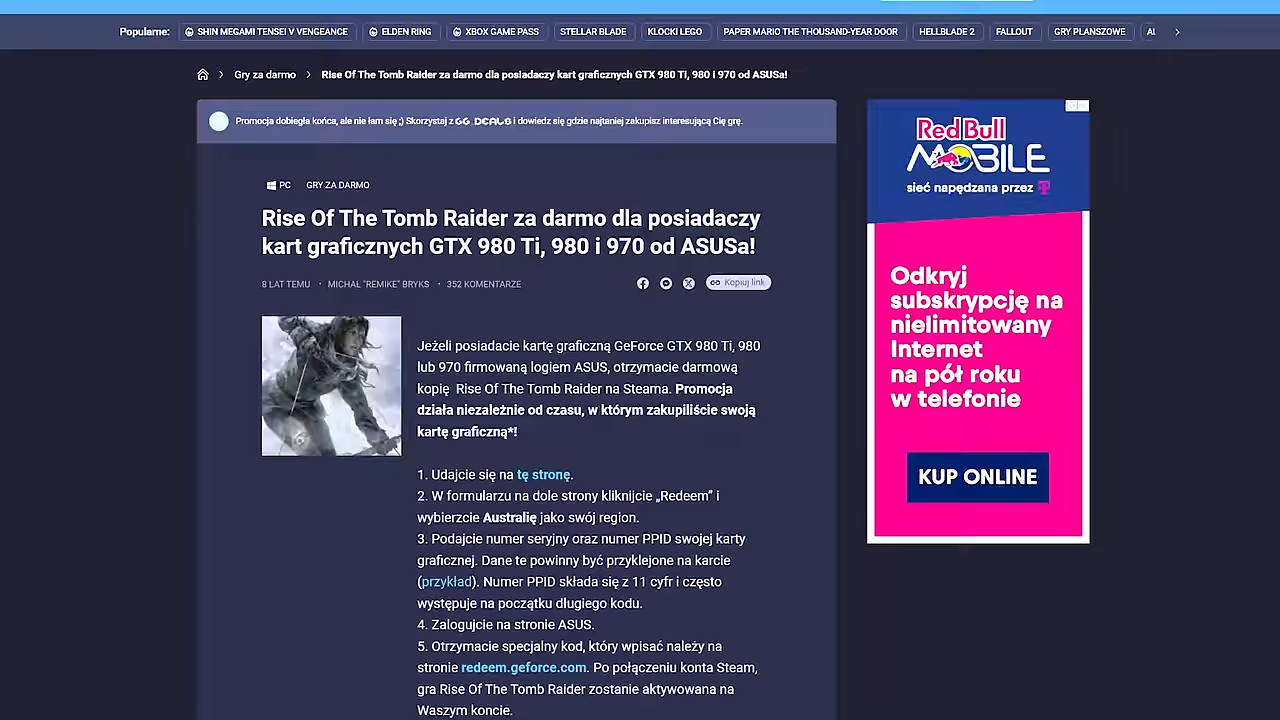 Popularne: SHIN MEGAMI TENSEI V VENGEANCE ELDEN RING XBOX GAME PASS STELLAR BLADE KLOCKI LEGO PAPER MARIO THE THOUSAND-YEAR DOOR HELLBLADE 2 FALLOUT GRY PLANSZOWE
Gry za darmo Rise Of The Tomb Raider za darmo dla posiadaczy kart graficznych GTX 980 Ti, 980 i 970 od ASUSa!
Promocja dobiegła końca, ale nie łam się ;) Skorzystaj z GG.DEALS i dowiedz się gdzie najtaniej zakupisz interesującą Cię grę.
PC GRY ZA DARMO
Rise Of The Tomb Raider za darmo dla posiadaczy
kart graficznych GTX 980 Ti, 980 i 970 od ASUSa!
8 LAT TEMU • MICHAL "REMIKE" BRYKS • 352 KOMENTARZE
Kopiuj link
Jeżeli posiadacie kartę graficzną GeForce GTX 980 Ti, 980
lub 970 firmowaną logiem ASUS, otrzymacie darmową
kopię Rise Of The Tomb Raider na Steama. Promocja
działa niezależnie od czasu, w którym zakupiliście swoją
kartę graficzną*!
1. Udajcie się na tę stronę.
2. W formularzu na dole strony kliknijcie „Redeem” i
wybierzcie Australię jako swój region.
3. Podajcie numer seryjny oraz numer PPID swojej karty
graficznej. Dane te powinny być przyklejone na karcie
(przykład). Numer PPID składa się z 11 cyfr i często
występuje na początku długiego kodu.
4. Zalogujcie na stronie ASUS.
5. Otrzymacie specjalny kod, który wpisać należy na
stronie redeem.geforce.com. Po połączeniu konta Steam,
gra Rise Of The Tomb Raider zostanie aktywowana na
Waszym koncie.
Red Bull
MOBILE
sieć napędzana przez T
Odkryj
subskrypcję na
nielimitowany
Internet
na pół roku
w telefonie
KUP ONLINE